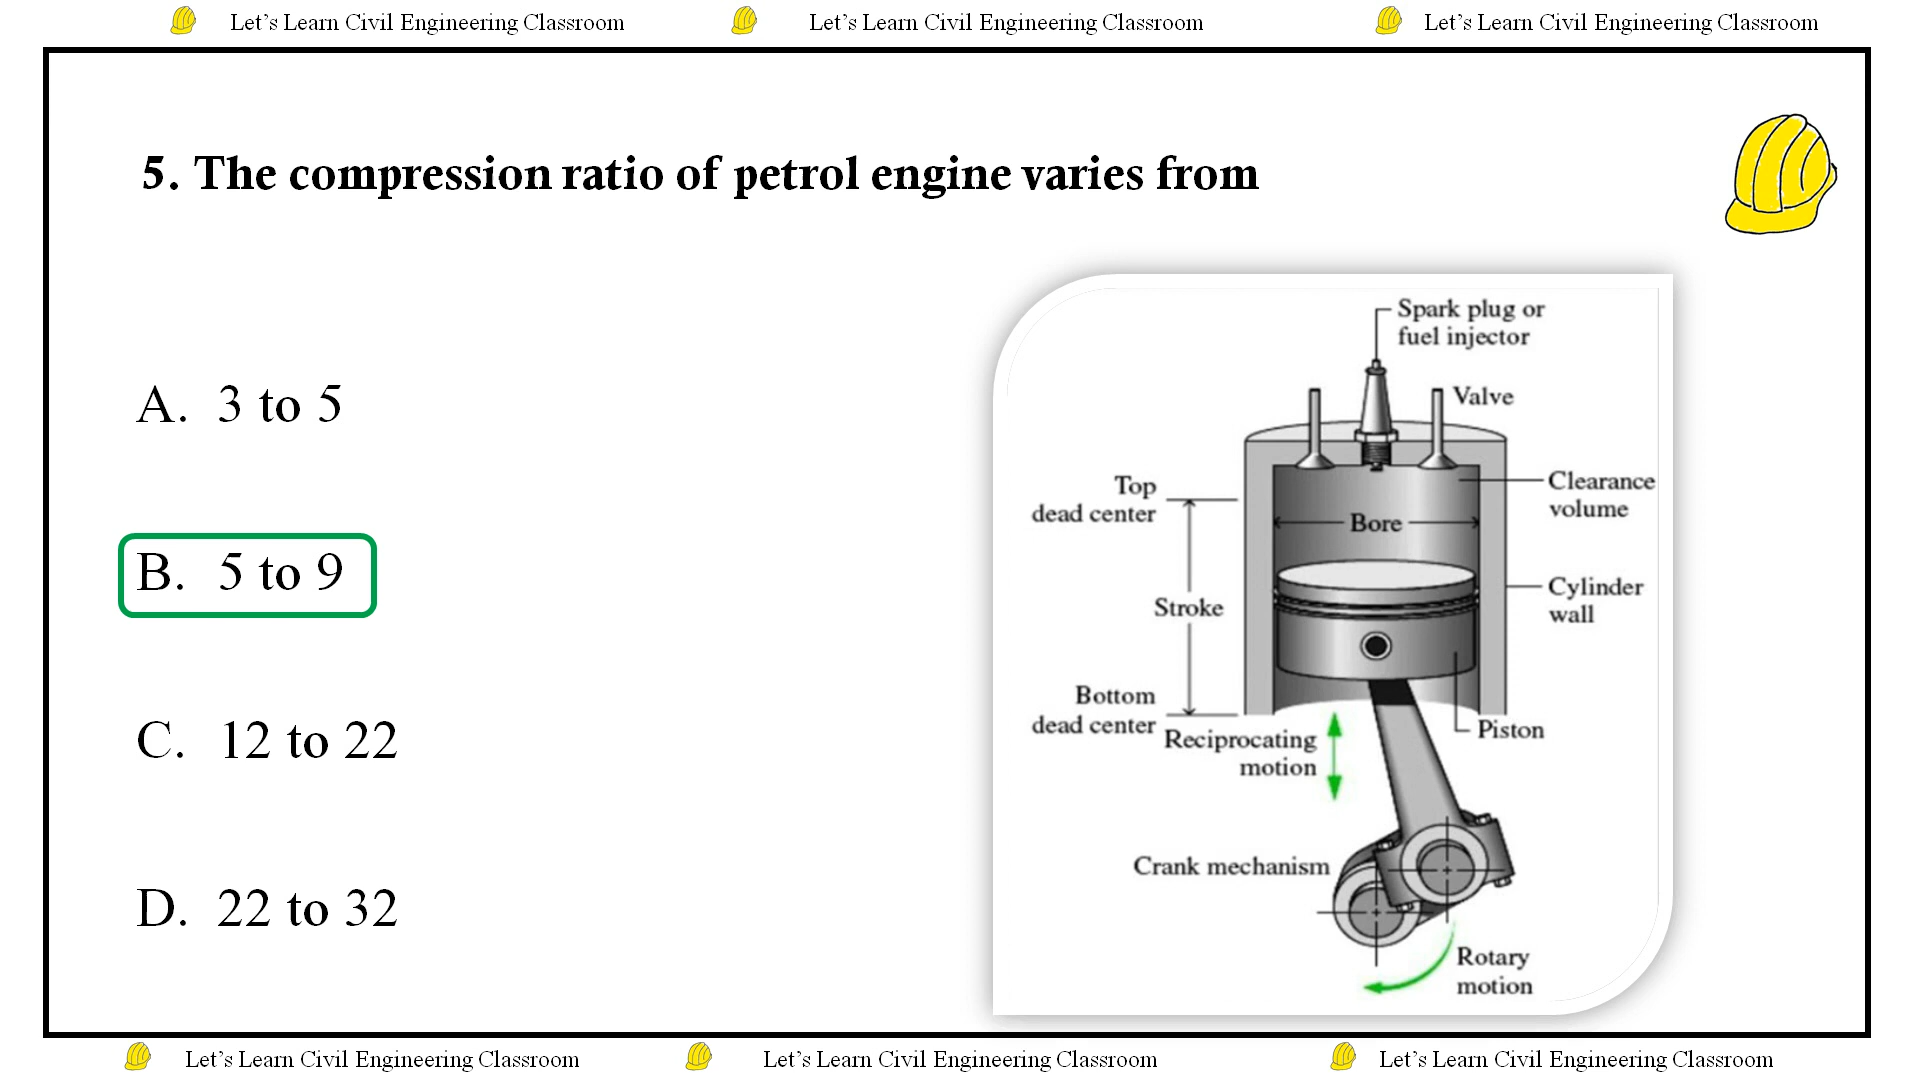 Let's Learn Civil Engineering Classroom
Let's Learn Civil Engineering Classroom
Let's Learn Civil Engineering Classroom
5. The compression ratio of petrol engine varies from
A. 3 to 5
B. 5 to 9
C. 12 to 22
D. 22 to 32
Spark plug or
fuel injector
Valve
Top
dead center
Clearance
volume
Bore
Stroke
Cylinder
wall
Bottom
dead center
Reciprocating
motion
Piston
Crank mechanism
Rotary
motion
Let's Learn Civil Engineering Classroom
Let's Learn Civil Engineering Classroom
Let's Learn Civil Engineering Classroom